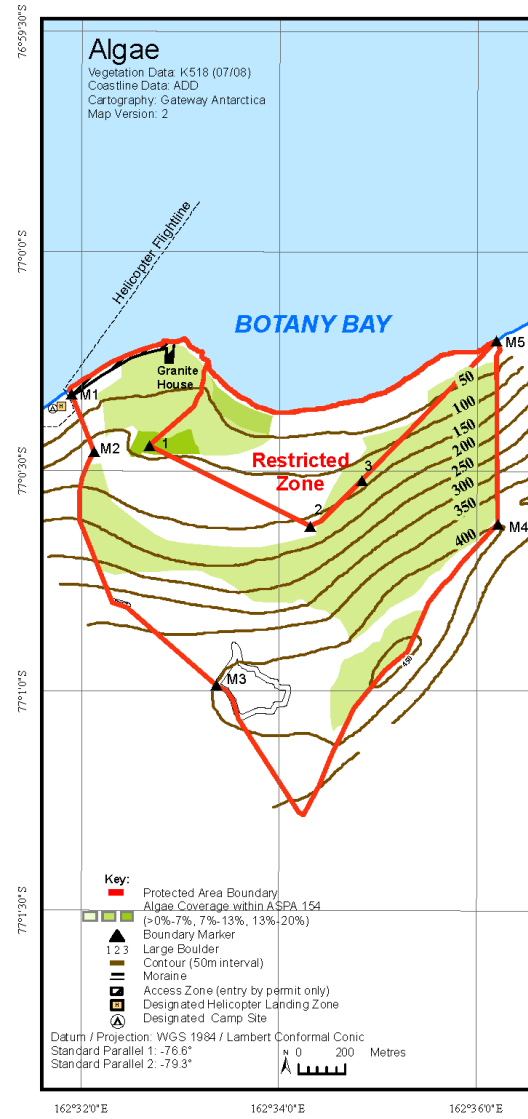 Algae
Vegetation Data: K518 (07/08)
Coastline Data: ADD
Cartography: Gateway Antarctica
Map Version: 2
76°59'30"S
77°0'0"S
77°0'30"S
77°1'0"S
77°1'30"S
Helicopter Flightline
BOTANY BAY
Granite
House
M1
M2
M3
M4
M5
1
2
3
Restricted
Zone
50
100
150
200
250
300
350
400
450
Key:
Protected Area Boundary
Algae Coverage within ASPA 154
(>0%-7%, 7%-13%, 13%-20%)
Boundary Marker
1 2 3 Large Boulder
Contour (50m interval)
Moraine
Access Zone (entry by permit only)
H Designated Helicopter Landing Zone
Designated Camp Site
Datum / Projection: WGS 1984 / Lambert Conformal Conic
Standard Parallel 1: -76.6°
Standard Parallel 2: -79.3°
N 0 200 Metres
162°32'0"E 162°34'0"E 162°36'0"E